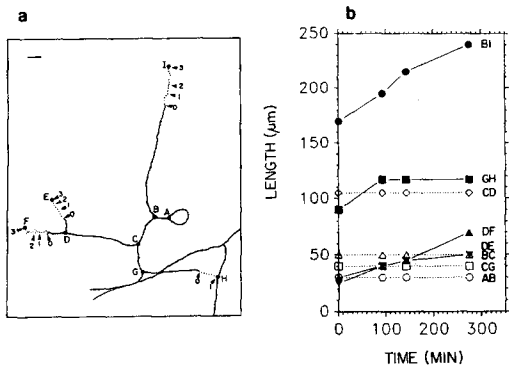 a
b
I
3
2
1
0
E
3
2
1
0
F
3
2
1
0
D
B
A
C
G
0
1
H
LENGTH (µm)
250
200
150
100
50
0
0
100
200
300
TIME (MIN)
BI
GH
CD
DF
DE
BC
CG
AB